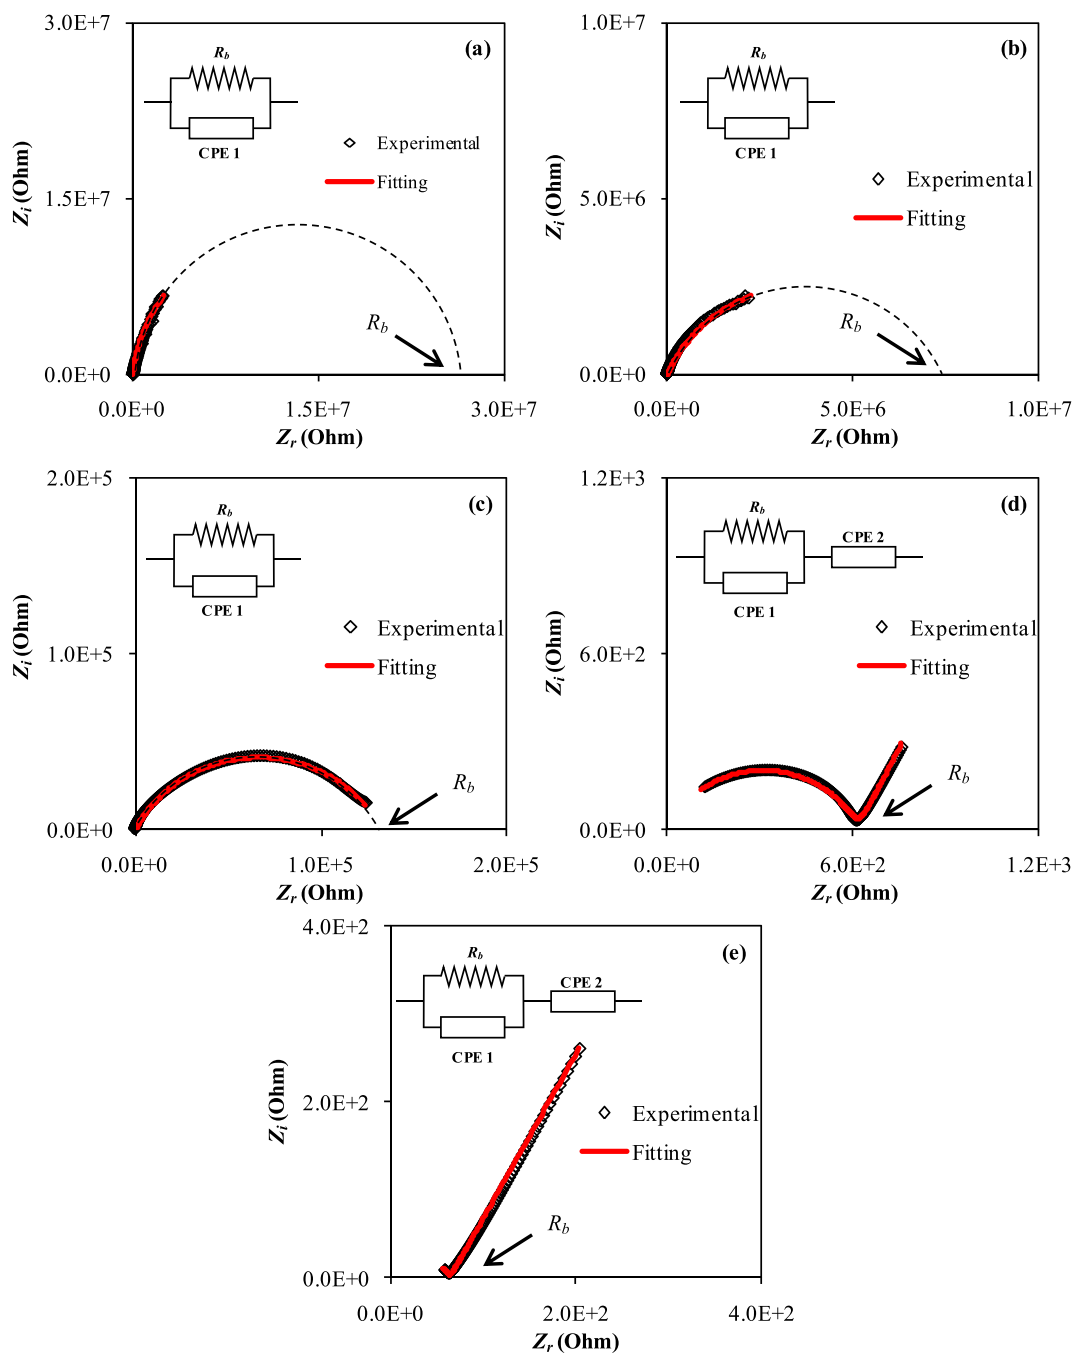 3.0E+7
(a)
R_b
CPE 1
Experimental
Fitting
Z_i (Ohm)
1.5E+7
R_b
0.0E+0
0.0E+0 1.5E+7 3.0E+7
Z_r (Ohm)
1.0E+7
(b)
R_b
CPE 1
Experimental
Fitting
Z_i (Ohm)
5.0E+6
R_b
0.0E+0
0.0E+0 5.0E+6 1.0E+7
Z_r (Ohm)
2.0E+5
(c)
R_b
CPE 1
Experimental
Fitting
Z_i (Ohm)
1.0E+5
R_b
0.0E+0
0.0E+0 1.0E+5 2.0E+5
Z_r (Ohm)
1.2E+3
(d)
R_b
CPE 2
CPE 1
Experimental
Fitting
Z_i (Ohm)
6.0E+2
R_b
0.0E+0
0.0E+0 6.0E+2 1.2E+3
Z_r (Ohm)
4.0E+2
(e)
R_b
CPE 2
CPE 1
Z_i (Ohm)
2.0E+2
Experimental
Fitting
R_b
0.0E+0
0.0E+0 2.0E+2 4.0E+2
Z_r (Ohm)